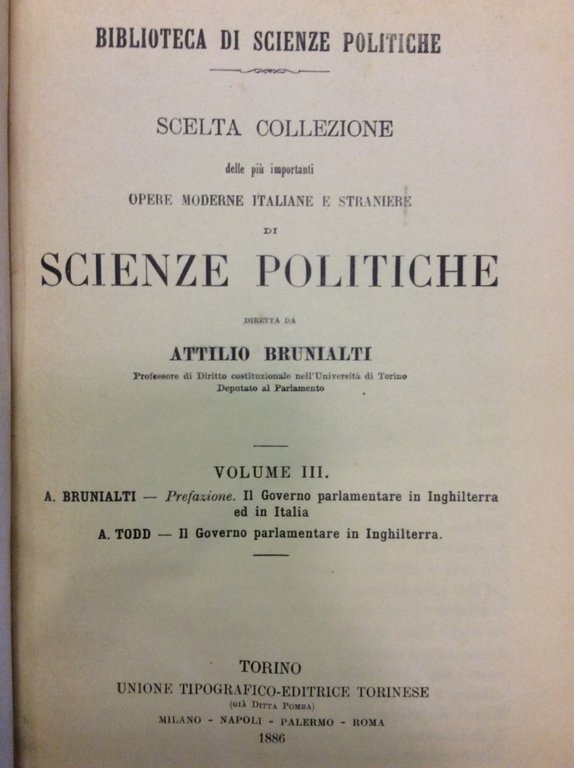 BIBLIOTECA DI SCIENZE POLITICHE
SCELTA COLLEZIONE
delle più importanti
OPERE MODERNE ITALIANE E STRANIERE
DI
SCIENZE POLITICHE
DIRETTA DA
ATTILIO BRUNIALTI
Professore di Diritto costituzionale nell'Università di Torino
Deputato al Parlamento
VOLUME III.
A. BRUNIALTI — Prefazione. Il Governo parlamentare in Inghilterra
ed in Italia
A. TODD — Il Governo parlamentare in Inghilterra.
TORINO
UNIONE TIPOGRAFICO-EDITRICE TORINESE
(GIÀ DITTA POMBA)
MILANO - NAPOLI - PALERMO - ROMA
1886